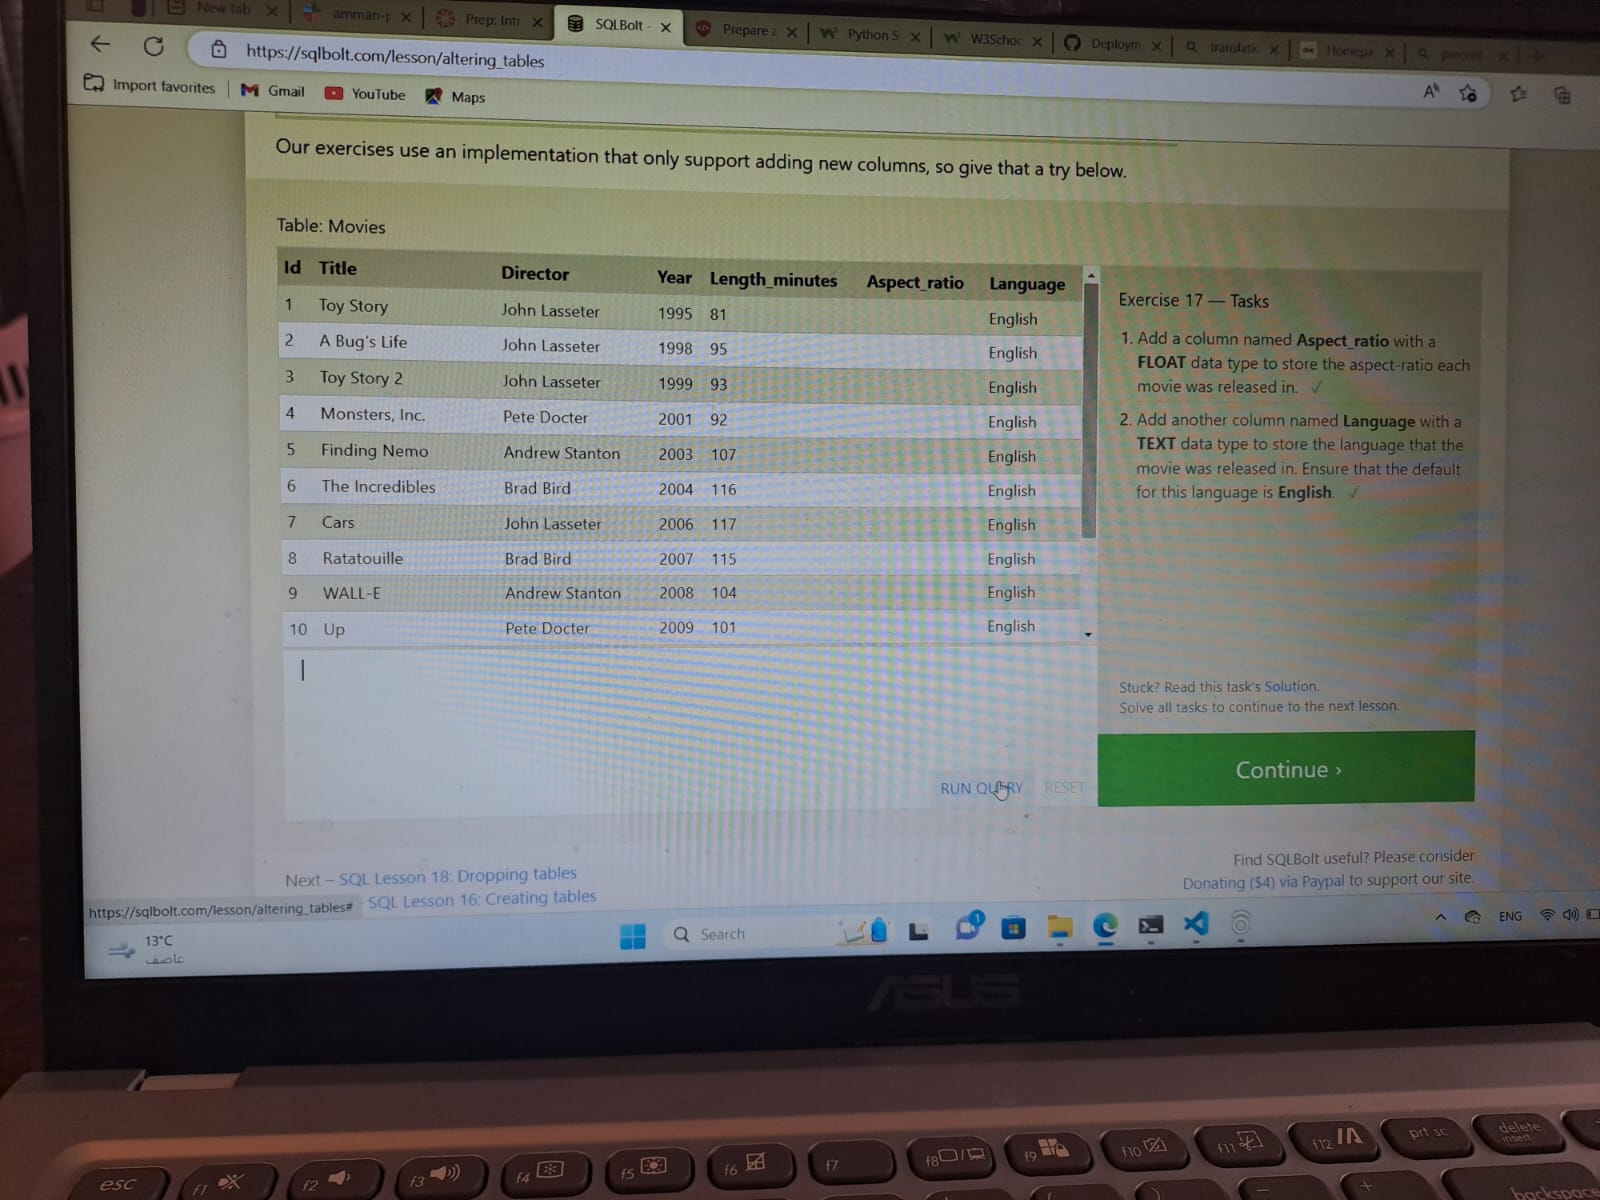 New tab
amman-p
Prep: Intr
SQLBolt -
Prepare a
Python S
W3Schoc
Deploym
translatic
Homepa
percent
https://sqlbolt.com/lesson/altering_tables
Import favorites
Gmail
YouTube
Maps
Our exercises use an implementation that only support adding new columns, so give that a try below.
Table: Movies
Id Title Director Year Length_minutes Aspect_ratio Language
1 Toy Story John Lasseter 1995 81 English
2 A Bug's Life John Lasseter 1998 95 English
3 Toy Story 2 John Lasseter 1999 93 English
4 Monsters, Inc. Pete Docter 2001 92 English
5 Finding Nemo Andrew Stanton 2003 107 English
6 The Incredibles Brad Bird 2004 116 English
7 Cars John Lasseter 2006 117 English
8 Ratatouille Brad Bird 2007 115 English
9 WALL-E Andrew Stanton 2008 104 English
10 Up Pete Docter 2009 101 English
RUN QUERY RESET
Exercise 17 — Tasks
1. Add a column named Aspect_ratio with a
FLOAT data type to store the aspect-ratio each
movie was released in. ✓
2. Add another column named Language with a
TEXT data type to store the language that the
movie was released in. Ensure that the default
for this language is English. ✓
Stuck? Read this task's Solution.
Solve all tasks to continue to the next lesson.
Continue ›
Next – SQL Lesson 18: Dropping tables
SQL Lesson 16: Creating tables
Find SQLBolt useful? Please consider
Donating ($4) via Paypal to support our site.
https://sqlbolt.com/lesson/altering_tables#
13°C
عاصف
Search
1
ENG
ASUS
esc
f1
f2
f3
f4
f5
f6
f7
f8
f9
f10
f11
f12
prt sc
delete
insert
backspace